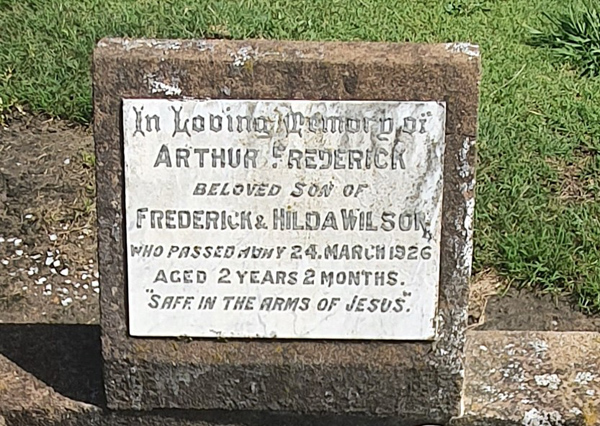 In Loving Memory of
ARTHUR FREDERICK
BELOVED SON OF
FREDERICK & HILDA WILSON
WHO PASSED AWAY 24. MARCH 1926
AGED 2 YEARS 2 MONTHS.
"SAFE IN THE ARMS OF JESUS".